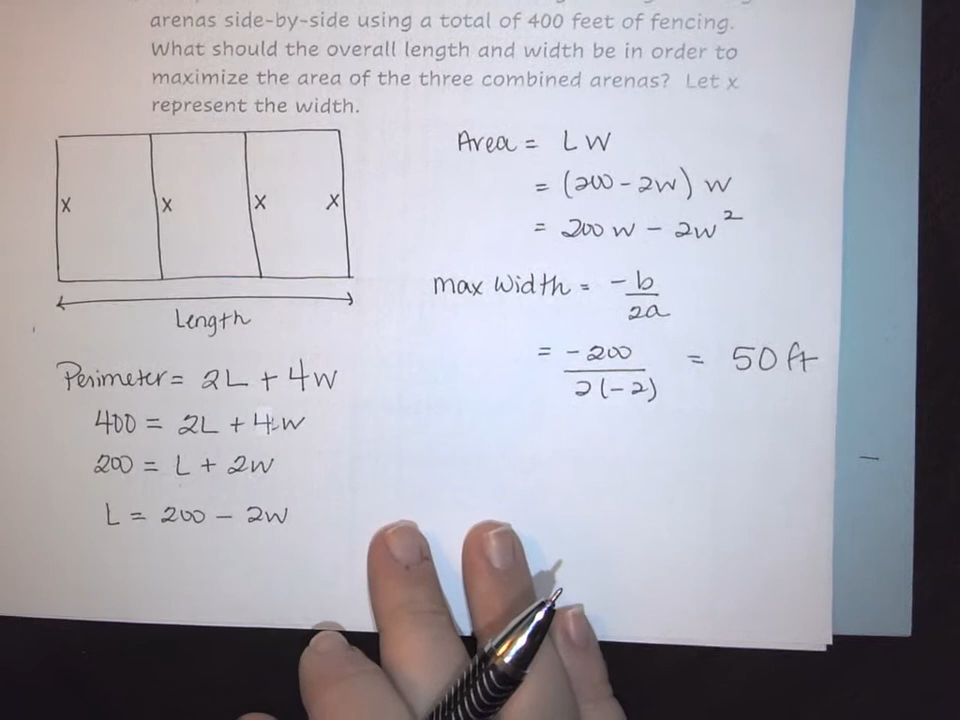 arenas side-by-side using a total of 400 feet of fencing.
What should the overall length and width be in order to
maximize the area of the three combined arenas? Let x
represent the width.
x x x x
Length
Perimeter = 2L + 4W
400 = 2L + 4W
200 = L + 2W
L = 200 - 2W
Area = LW
= (200 - 2W) W
= 200W - 2W²
max Width = -b/2a
= -200/2(-2) = 50 ft